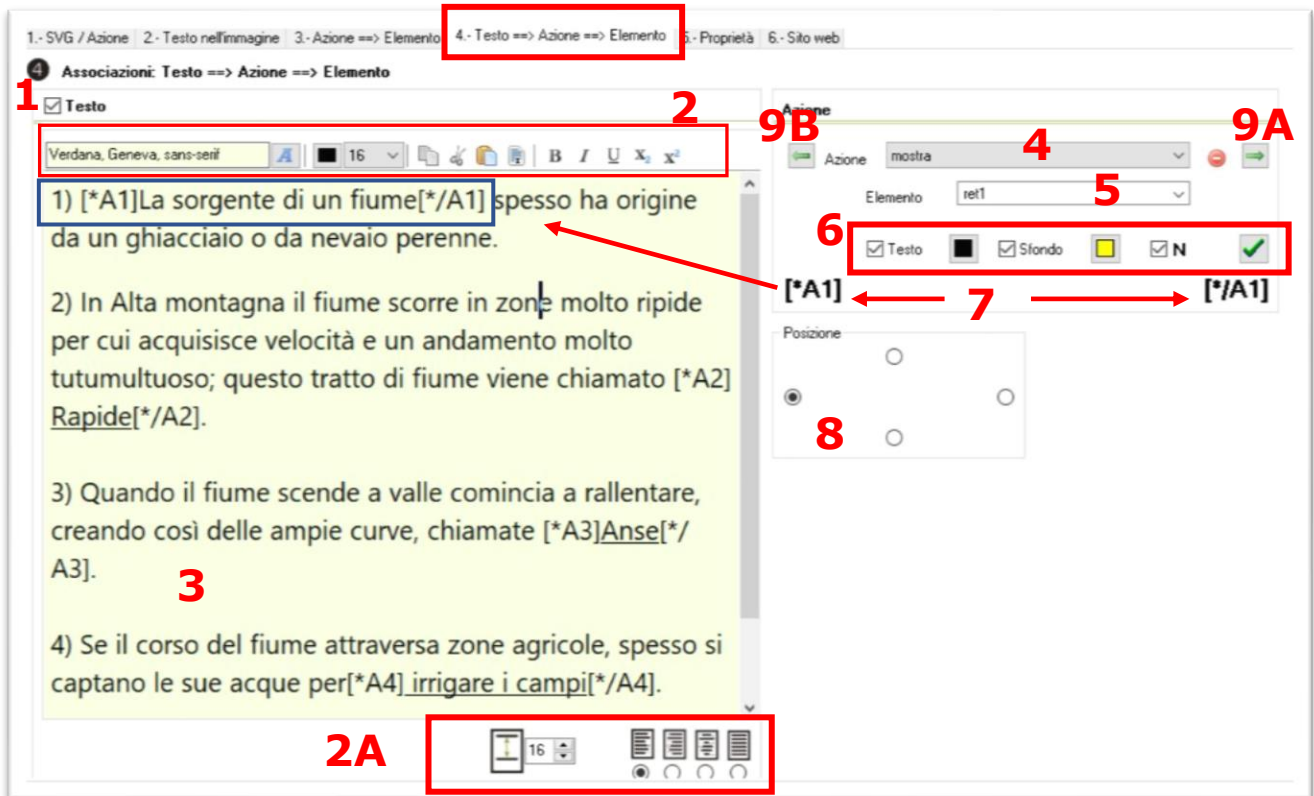 1.- SVG / Azione 2.- Testo nell'immagine 3.- Azione ==> Elemento 4.- Testo ==> Azione ==> Elemento 5.- Proprietà 6.- Sito web
4 Associazioni: Testo ==> Azione ==> Elemento
1 Testo
2
Verdana, Geneva, sans-serif A 16 B I U X₂ X²
1) [*A1]La sorgente di un fiume[*/A1] spesso ha origine
da un ghiacciaio o da nevaio perenne.
2) In Alta montagna il fiume scorre in zone molto ripide
per cui acquisisce velocità e un andamento molto
tutumultuoso; questo tratto di fiume viene chiamato [*A2]
Rapide[*/A2].
3) Quando il fiume scende a valle comincia a rallentare,
creando così delle ampie curve, chiamate [*A3]Anse[*/
A3].
3
4) Se il corso del fiume attraversa zone agricole, spesso si
captano le sue acque per[*A4] irrigare i campi[*/A4].
2A 16
Azione
9B 9A
Azione mostra 4
Elemento ret1 5
6 Testo Sfondo N
[*A1] 7 [*/A1]
Posizione
8